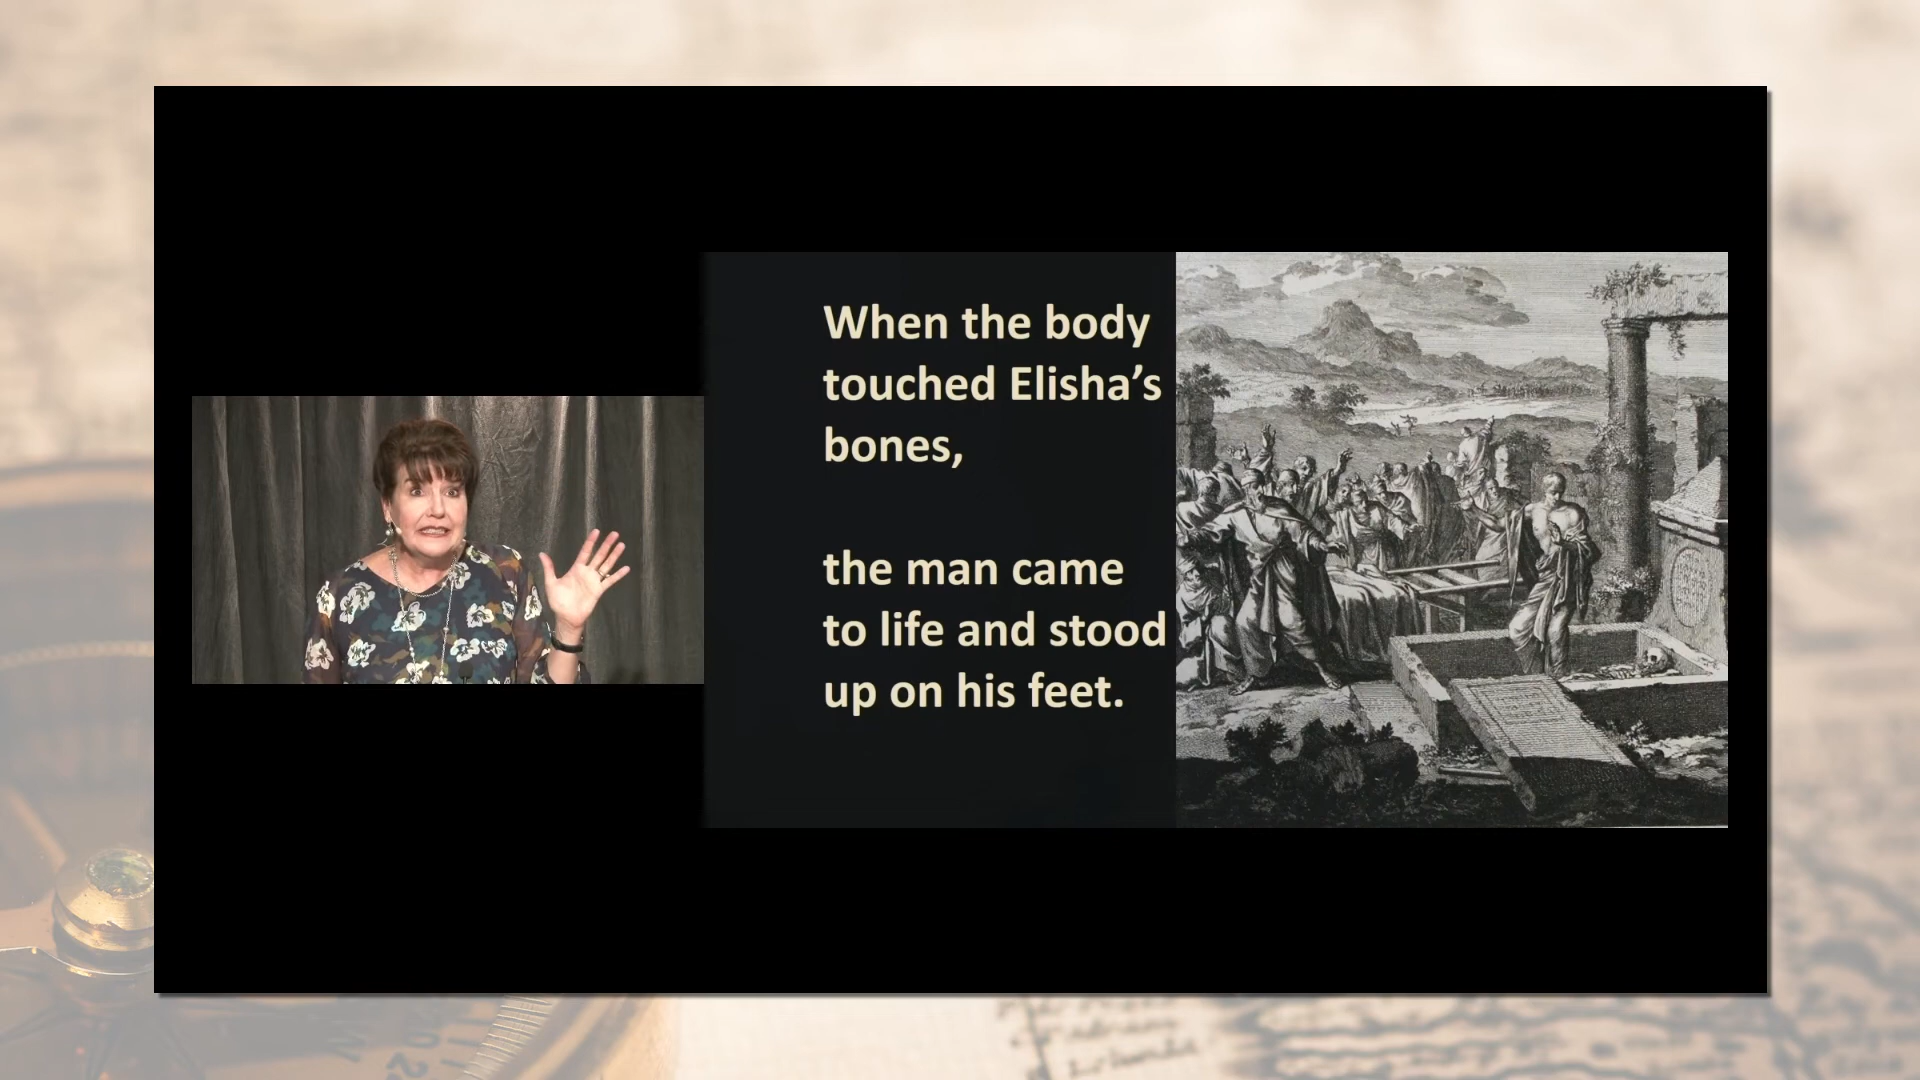 When the body
touched Elisha’s
bones,
the man came
to life and stood
up on his feet.